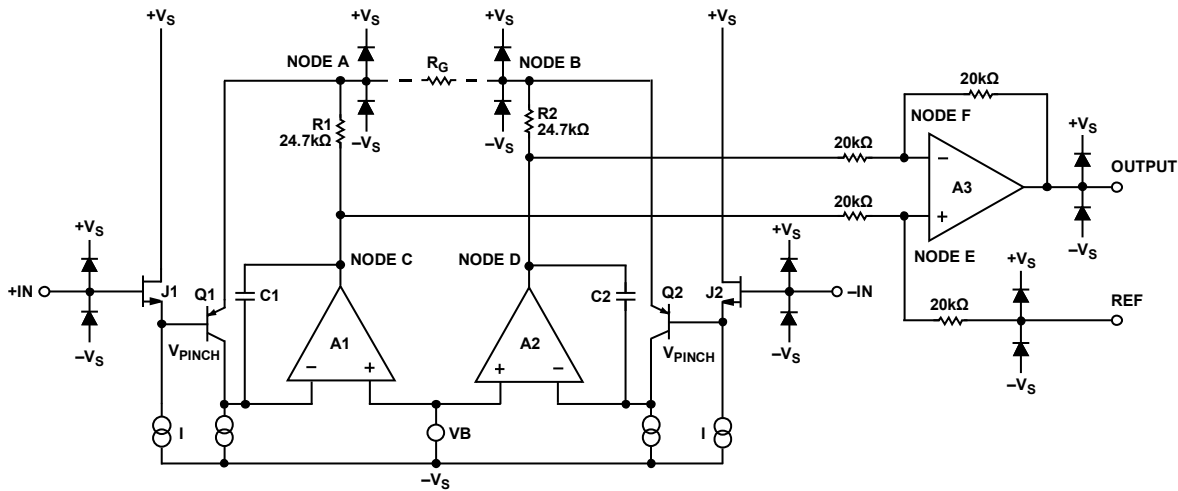 +VS
+VS
+VS
+VS
NODE A
RG
NODE B
20kΩ
R1
24.7kΩ
–VS
–VS
R2
24.7kΩ
NODE F
20kΩ
+VS
OUTPUT
–
A3
+
20kΩ
–VS
NODE E
+VS
NODE C
NODE D
+VS
+VS
+IN
J1
Q1
C1
C2
Q2
J2
–IN
20kΩ
REF
–VS
VPINCH
A1
A2
VPINCH
–VS
–VS
–
+
+
–
I
VB
I
–VS